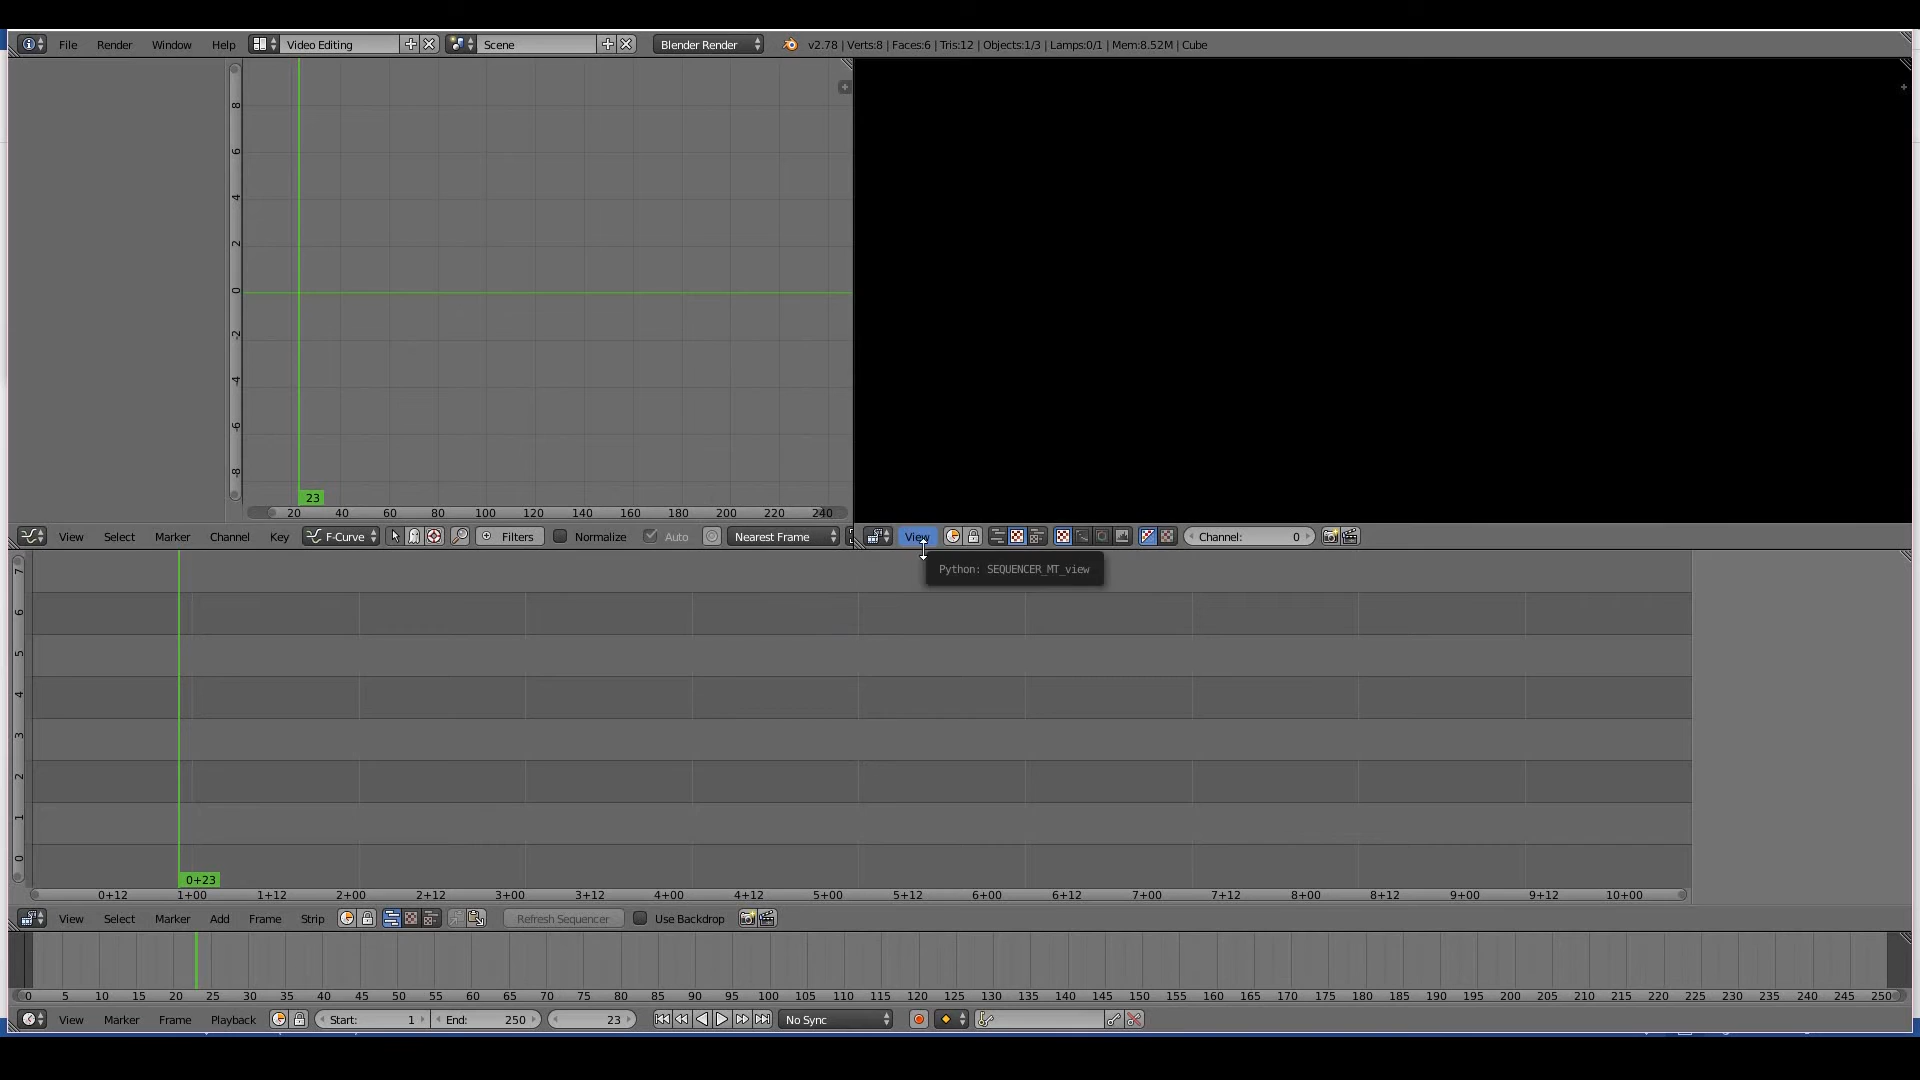 File Render Window Help Video Editing Scene Blender Render v2.78 | Verts:8 | Faces:6 | Tris:12 | Objects:1/3 | Lamps:0/1 | Mem:8.52M | Cube
8
6
4
2
0
-2
-4
-6
-8
23
20 40 60 80 100 120 140 160 180 200 220 240
View Select Marker Channel Key F-Curve Filters Normalize Auto Nearest Frame View Channel: 0
Python: SEQUENCER_MT_view
7
6
5
4
3
2
1
0
0+23
0+12 1+00 1+12 2+00 2+12 3+00 3+12 4+00 4+12 5+00 5+12 6+00 6+12 7+00 7+12 8+00 8+12 9+00 9+12 10+00
View Select Marker Add Frame Strip Refresh Sequencer Use Backdrop
0 5 10 15 20 25 30 35 40 45 50 55 60 65 70 75 80 85 90 95 100 105 110 115 120 125 130 135 140 145 150 155 160 165 170 175 180 185 190 195 200 205 210 215 220 225 230 235 240 245 250
View Marker Frame Playback Start: 1 End: 250 23 No Sync